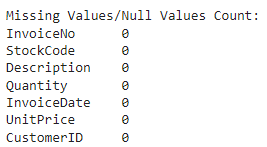 Missing Values/Null Values Count:
InvoiceNo 0
StockCode 0
Description 0
Quantity 0
InvoiceDate 0
UnitPrice 0
CustomerID 0